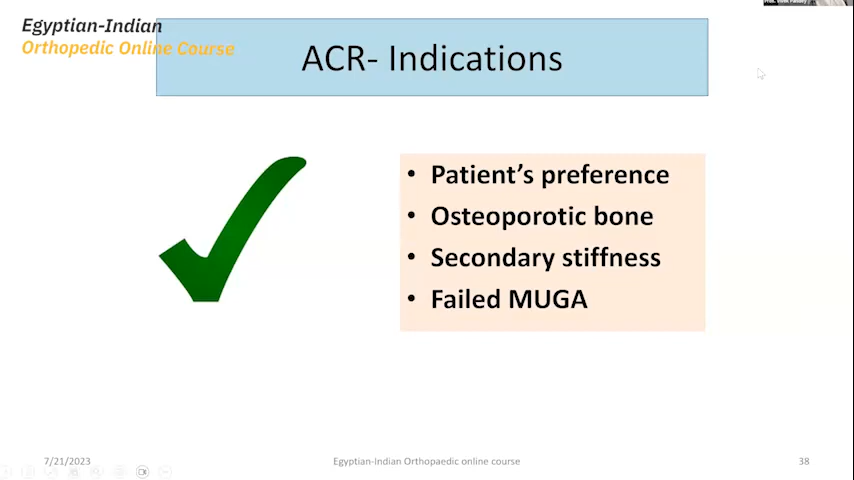 Egyptian-Indian
Orthopedic Online Course
ACR- Indications
• Patient's preference
• Osteoporotic bone
• Secondary stiffness
• Failed MUGA
7/21/2023
Egyptian-Indian Orthopaedic online course
38